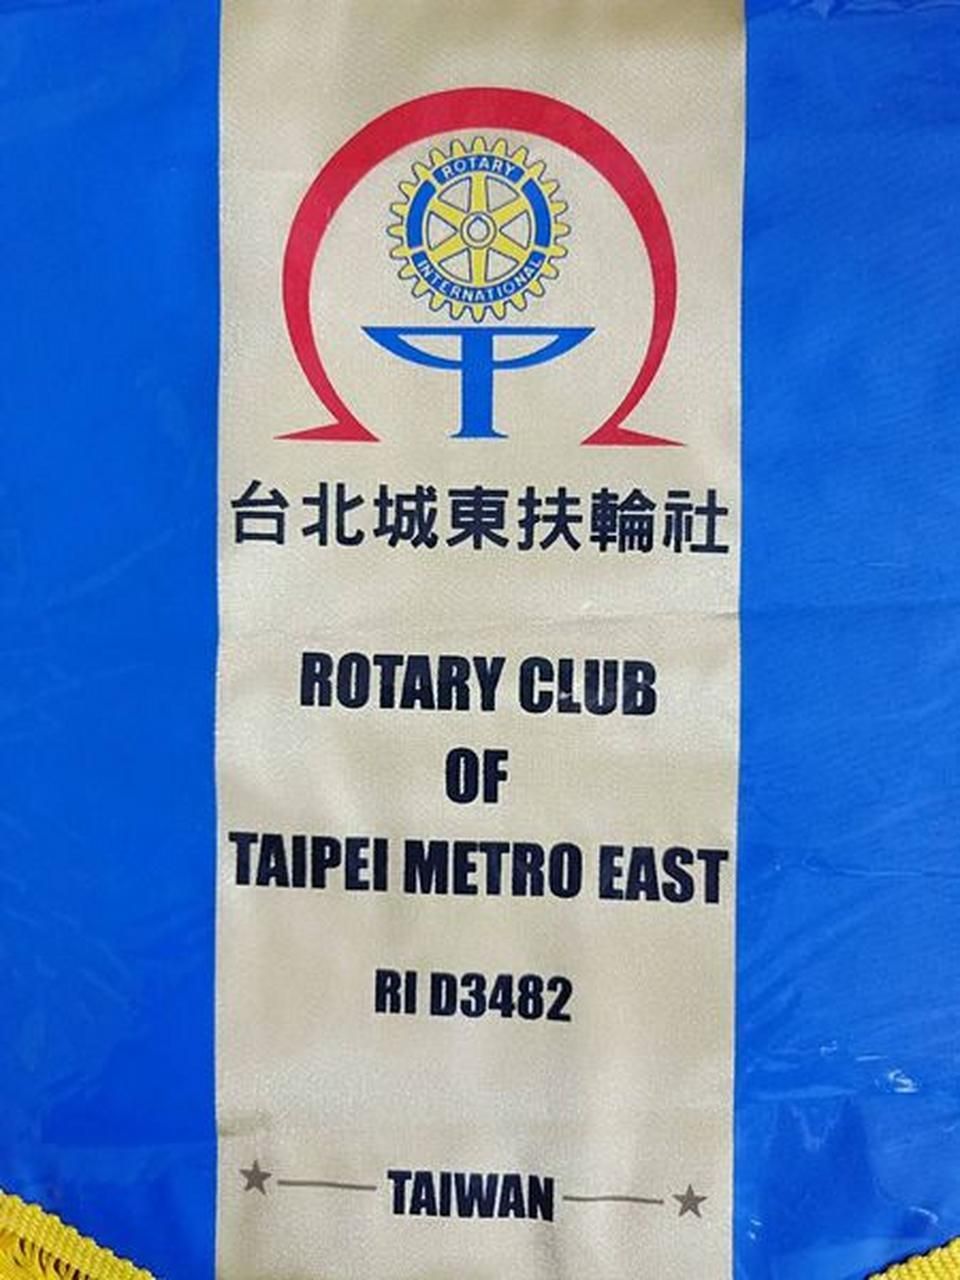 ROTARY
INTERNATIONAL
台北城東扶輪社
ROTARY CLUB
OF
TAIPEI METRO EAST
RI D3482
TAIWAN